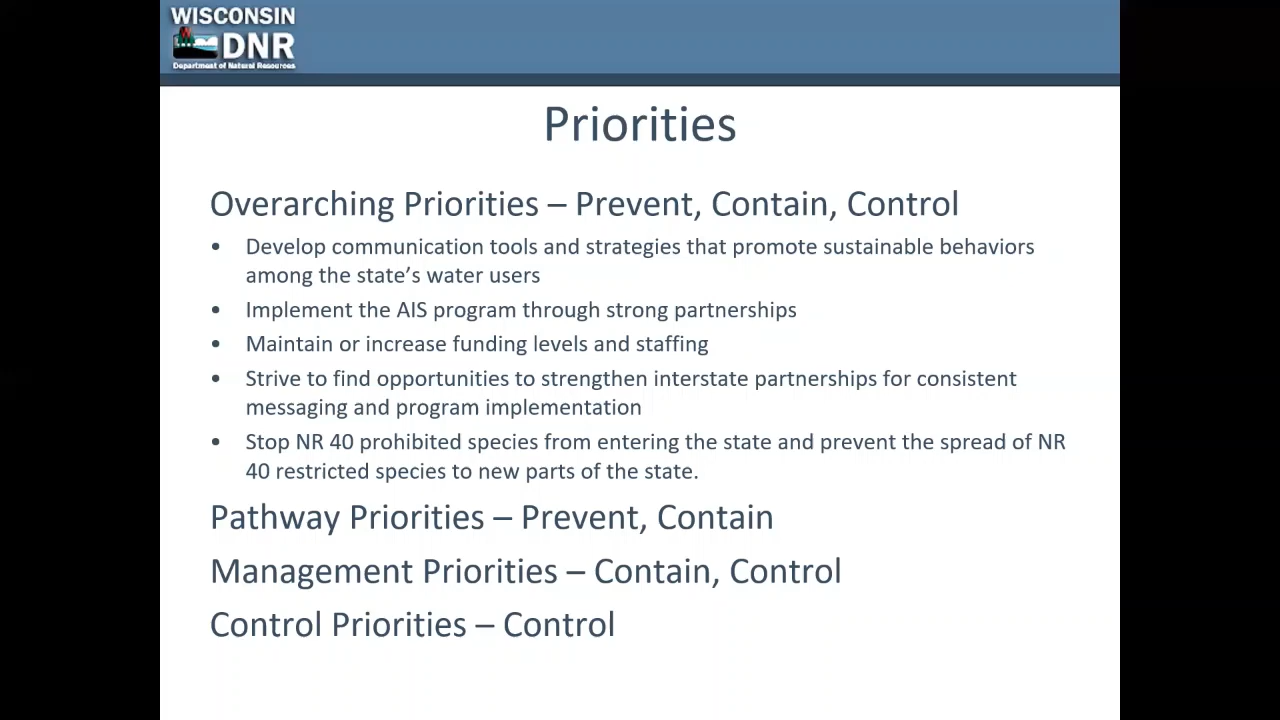 WISCONSIN
DNR
Department of Natural Resources
Priorities
Overarching Priorities – Prevent, Contain, Control
• Develop communication tools and strategies that promote sustainable behaviors
among the state’s water users
• Implement the AIS program through strong partnerships
• Maintain or increase funding levels and staffing
• Strive to find opportunities to strengthen interstate partnerships for consistent
messaging and program implementation
• Stop NR 40 prohibited species from entering the state and prevent the spread of NR
40 restricted species to new parts of the state.
Pathway Priorities – Prevent, Contain
Management Priorities – Contain, Control
Control Priorities – Control